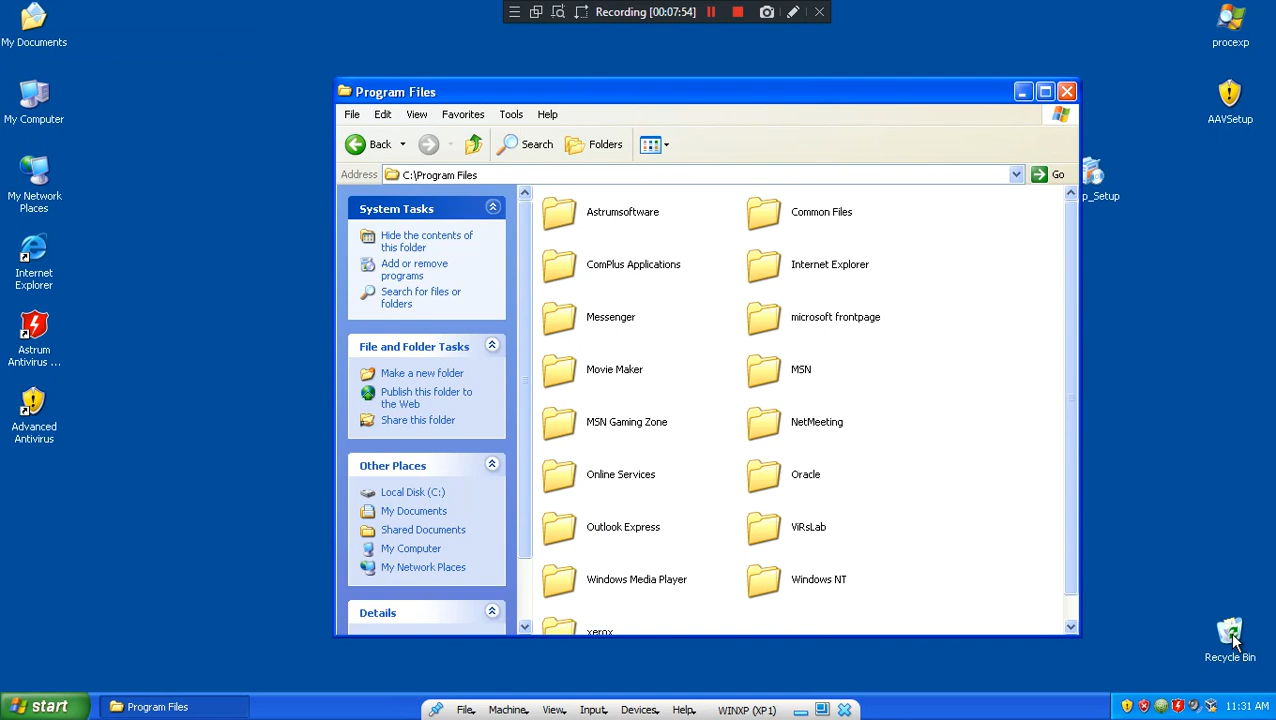 Recording [00:07:54]
My Documents
My Computer
My Network
Places
Internet
Explorer
Astrum
Antivirus ...
Advanced
Antivirus
procexp
AAVSetup
p_Setup
Recycle Bin
Program Files
File Edit View Favorites Tools Help
Back Search Folders
Address C:\Program Files Go
System Tasks
Hide the contents of
this folder
Add or remove
programs
Search for files or
folders
File and Folder Tasks
Make a new folder
Publish this folder to
the Web
Share this folder
Other Places
Local Disk (C:)
My Documents
Shared Documents
My Computer
My Network Places
Details
Astrumsoftware Common Files
ComPlus Applications Internet Explorer
Messenger microsoft frontpage
Movie Maker MSN
MSN Gaming Zone NetMeeting
Online Services Oracle
Outlook Express ViRsLab
Windows Media Player Windows NT
xerox
start Program Files File Machine View Input Devices Help WINXP (XP1) 11:31 AM